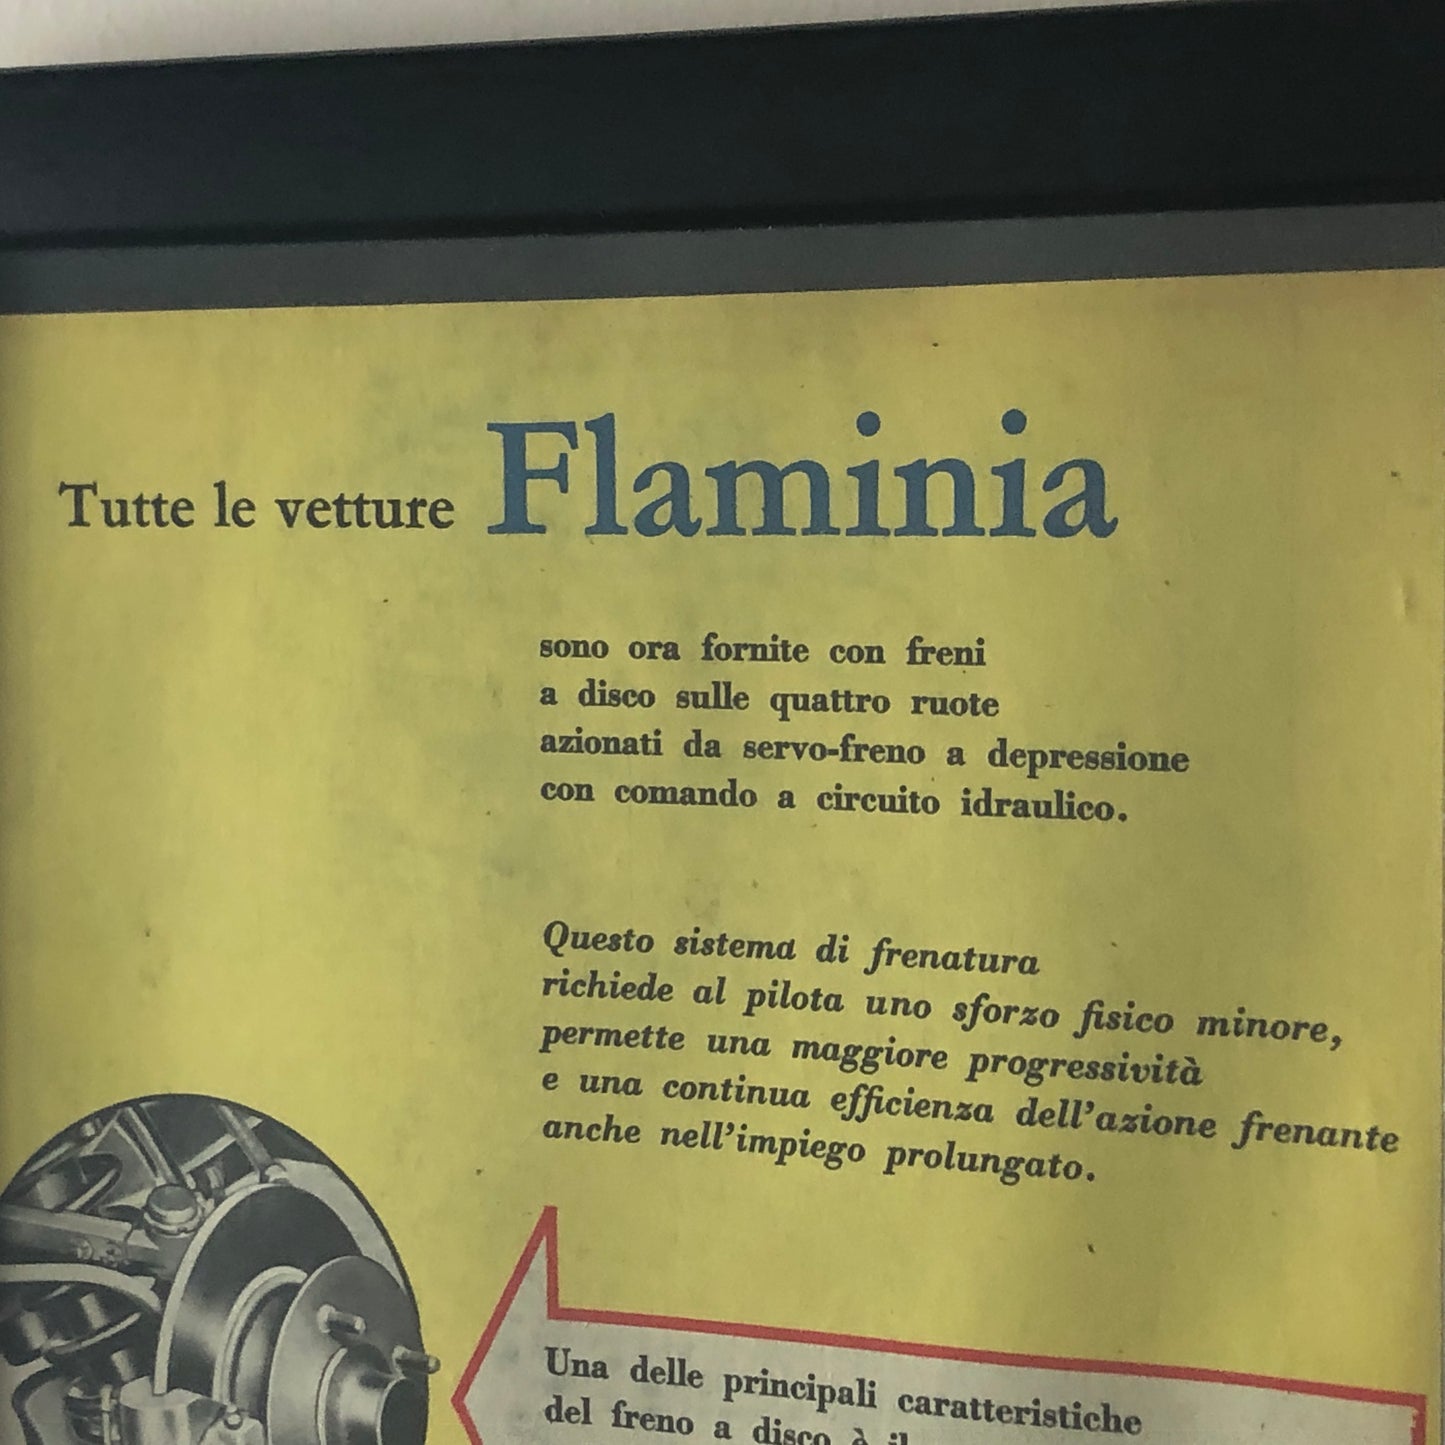 Tutte le vetture Flaminia
sono ora fornite con freni
a disco sulle quattro ruote
azionati da servo-freno a depressione
con comando a circuito idraulico.
Questo sistema di frenatura
richiede al pilota uno sforzo fisico minore,
permette una maggiore progressività
e una continua efficienza dell'azione frenante
anche nell'impiego prolungato.
Una delle principali caratteristiche
del freno a disco è il